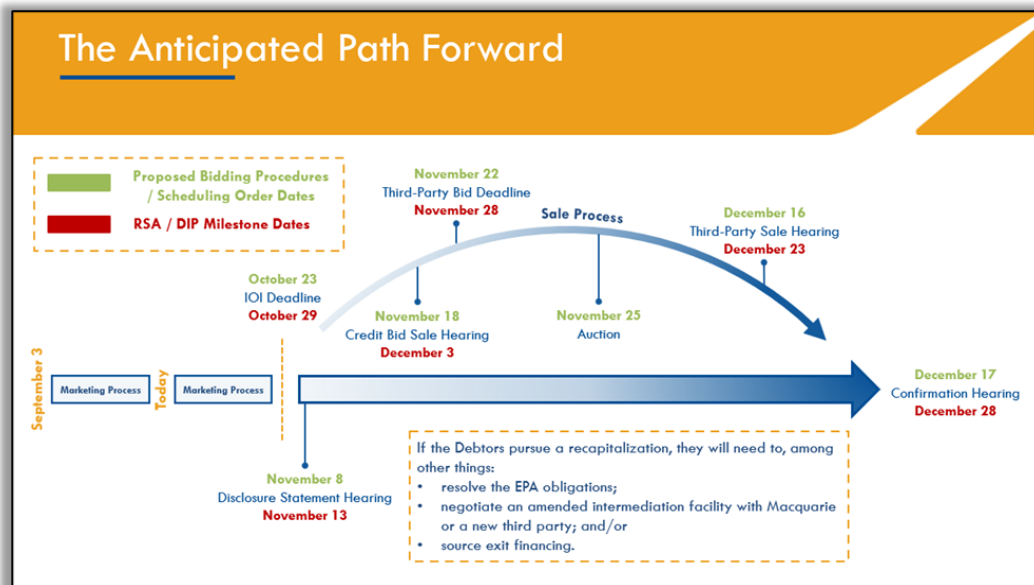 The Anticipated Path Forward
Proposed Bidding Procedures
/ Scheduling Order Dates
RSA / DIP Milestone Dates
October 23
IOI Deadline
October 29
November 22
Third-Party Bid Deadline
November 28
Sale Process
December 16
Third-Party Sale Hearing
December 23
November 18
Credit Bid Sale Hearing
December 3
November 25
Auction
September 3
Marketing Process
Today
Marketing Process
December 17
Confirmation Hearing
December 28
November 8
Disclosure Statement Hearing
November 13
If the Debtors pursue a recapitalization, they will need to, among
other things:
• resolve the EPA obligations;
• negotiate an amended intermediation facility with Macquarie
or a new third party; and/or
• source exit financing.